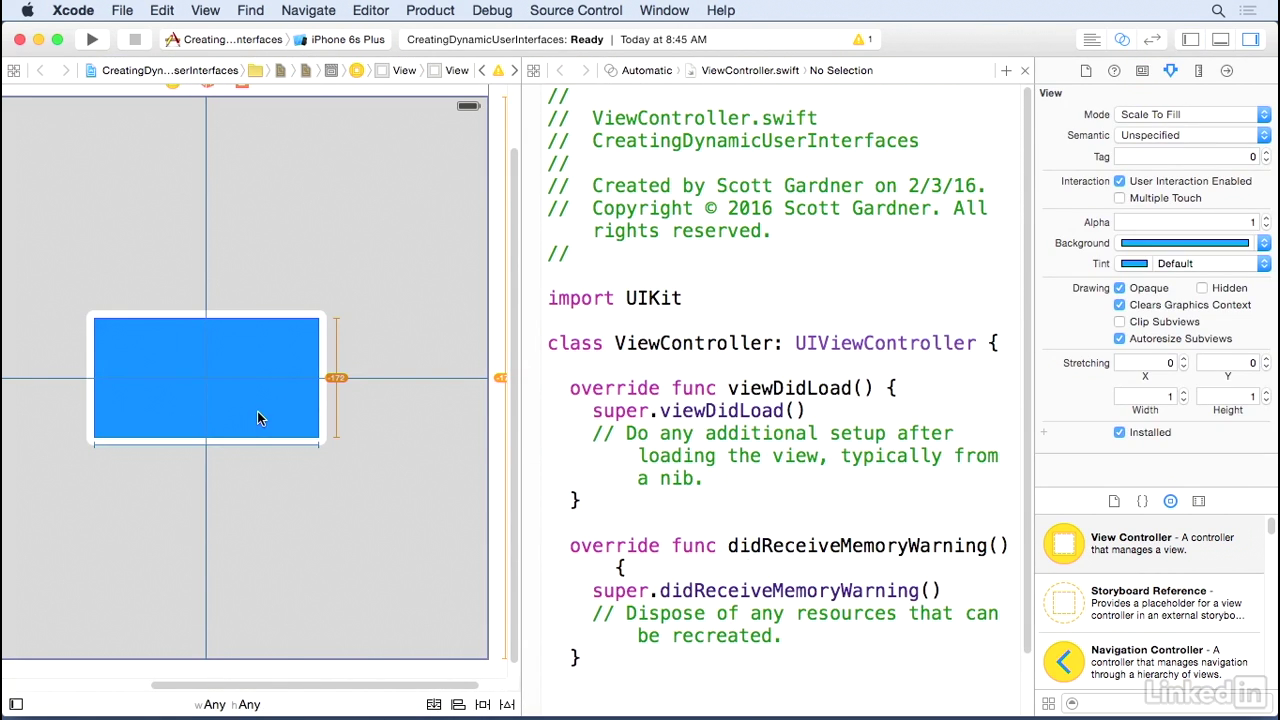 Xcode File Edit View Find Navigate Editor Product Debug Source Control Window Help
Creating...nterfaces iPhone 6s Plus CreatingDynamicUserInterfaces: Ready Today at 8:45 AM 1
CreatingDyn...serInterfaces View View Automatic ViewController.swift No Selection
-172
wAny hAny
//
// ViewController.swift
// CreatingDynamicUserInterfaces
//
// Created by Scott Gardner on 2/3/16.
// Copyright © 2016 Scott Gardner. All
rights reserved.
//
import UIKit
class ViewController: UIViewController {
override func viewDidLoad() {
super.viewDidLoad()
// Do any additional setup after
loading the view, typically from
a nib.
}
override func didReceiveMemoryWarning()
{
super.didReceiveMemoryWarning()
// Dispose of any resources that can
be recreated.
}
View
Mode Scale To Fill
Semantic Unspecified
Tag 0
Interaction User Interaction Enabled
Multiple Touch
Alpha 1
Background
Tint Default
Drawing Opaque Hidden
Clears Graphics Context
Clip Subviews
Autoresize Subviews
Stretching 0 0
X Y
1 1
Width Height
Installed
View Controller - A controller
that manages a view.
Storyboard Reference -
Provides a placeholder for a view
controller in an external storybo...
Navigation Controller - A
controller that manages navigation
through a hierarchy of views.
LinkedIn